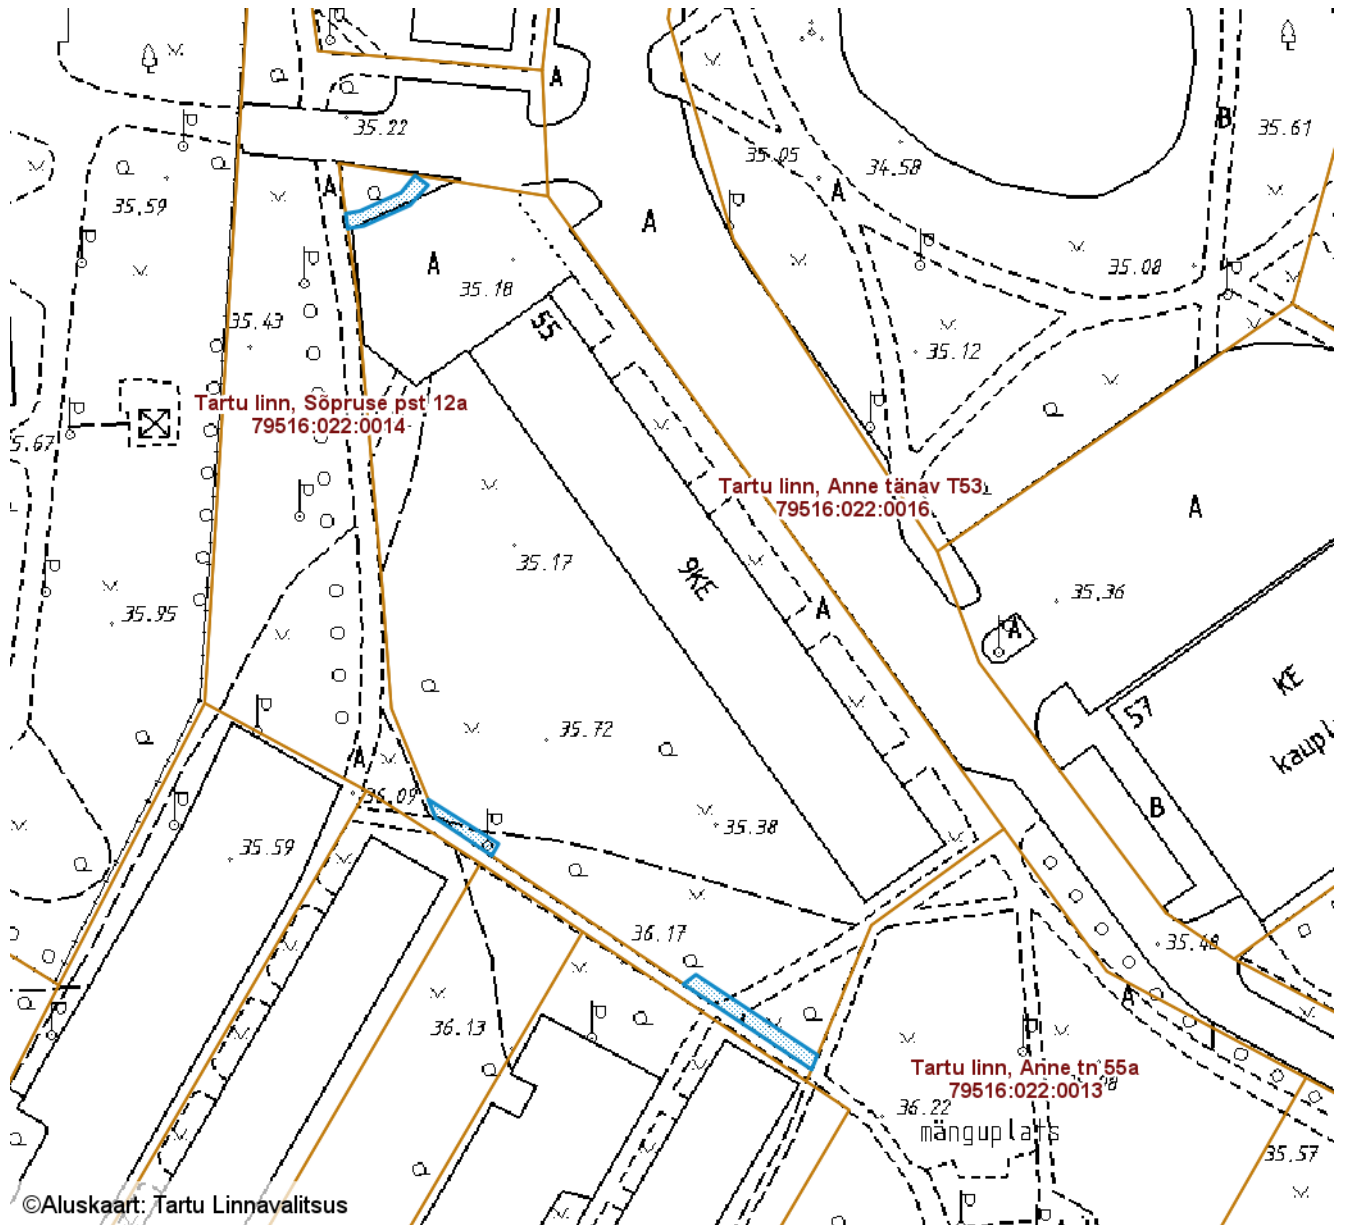 A
35.22
B
35.61
35.05
34.58
A
A
35.59
A
A
35.18
35.08
35.43
55
35.12
Tartu linn, Sõpruse pst 12a
79516:022:0014
5.67
Tartu linn, Anne tänav T53
79516:022:0016
A
35.17
9KE
35.95
A
35,36
A
KE
57
35.72
kaupl
A
36.09
35.38
B
35.59
36.17
35.48
A
36.13
Tartu linn, Anne tn 55a
79516:022:0013
36.22
mänguplats
35.57
©Aluskaart: Tartu Linnavalitsus